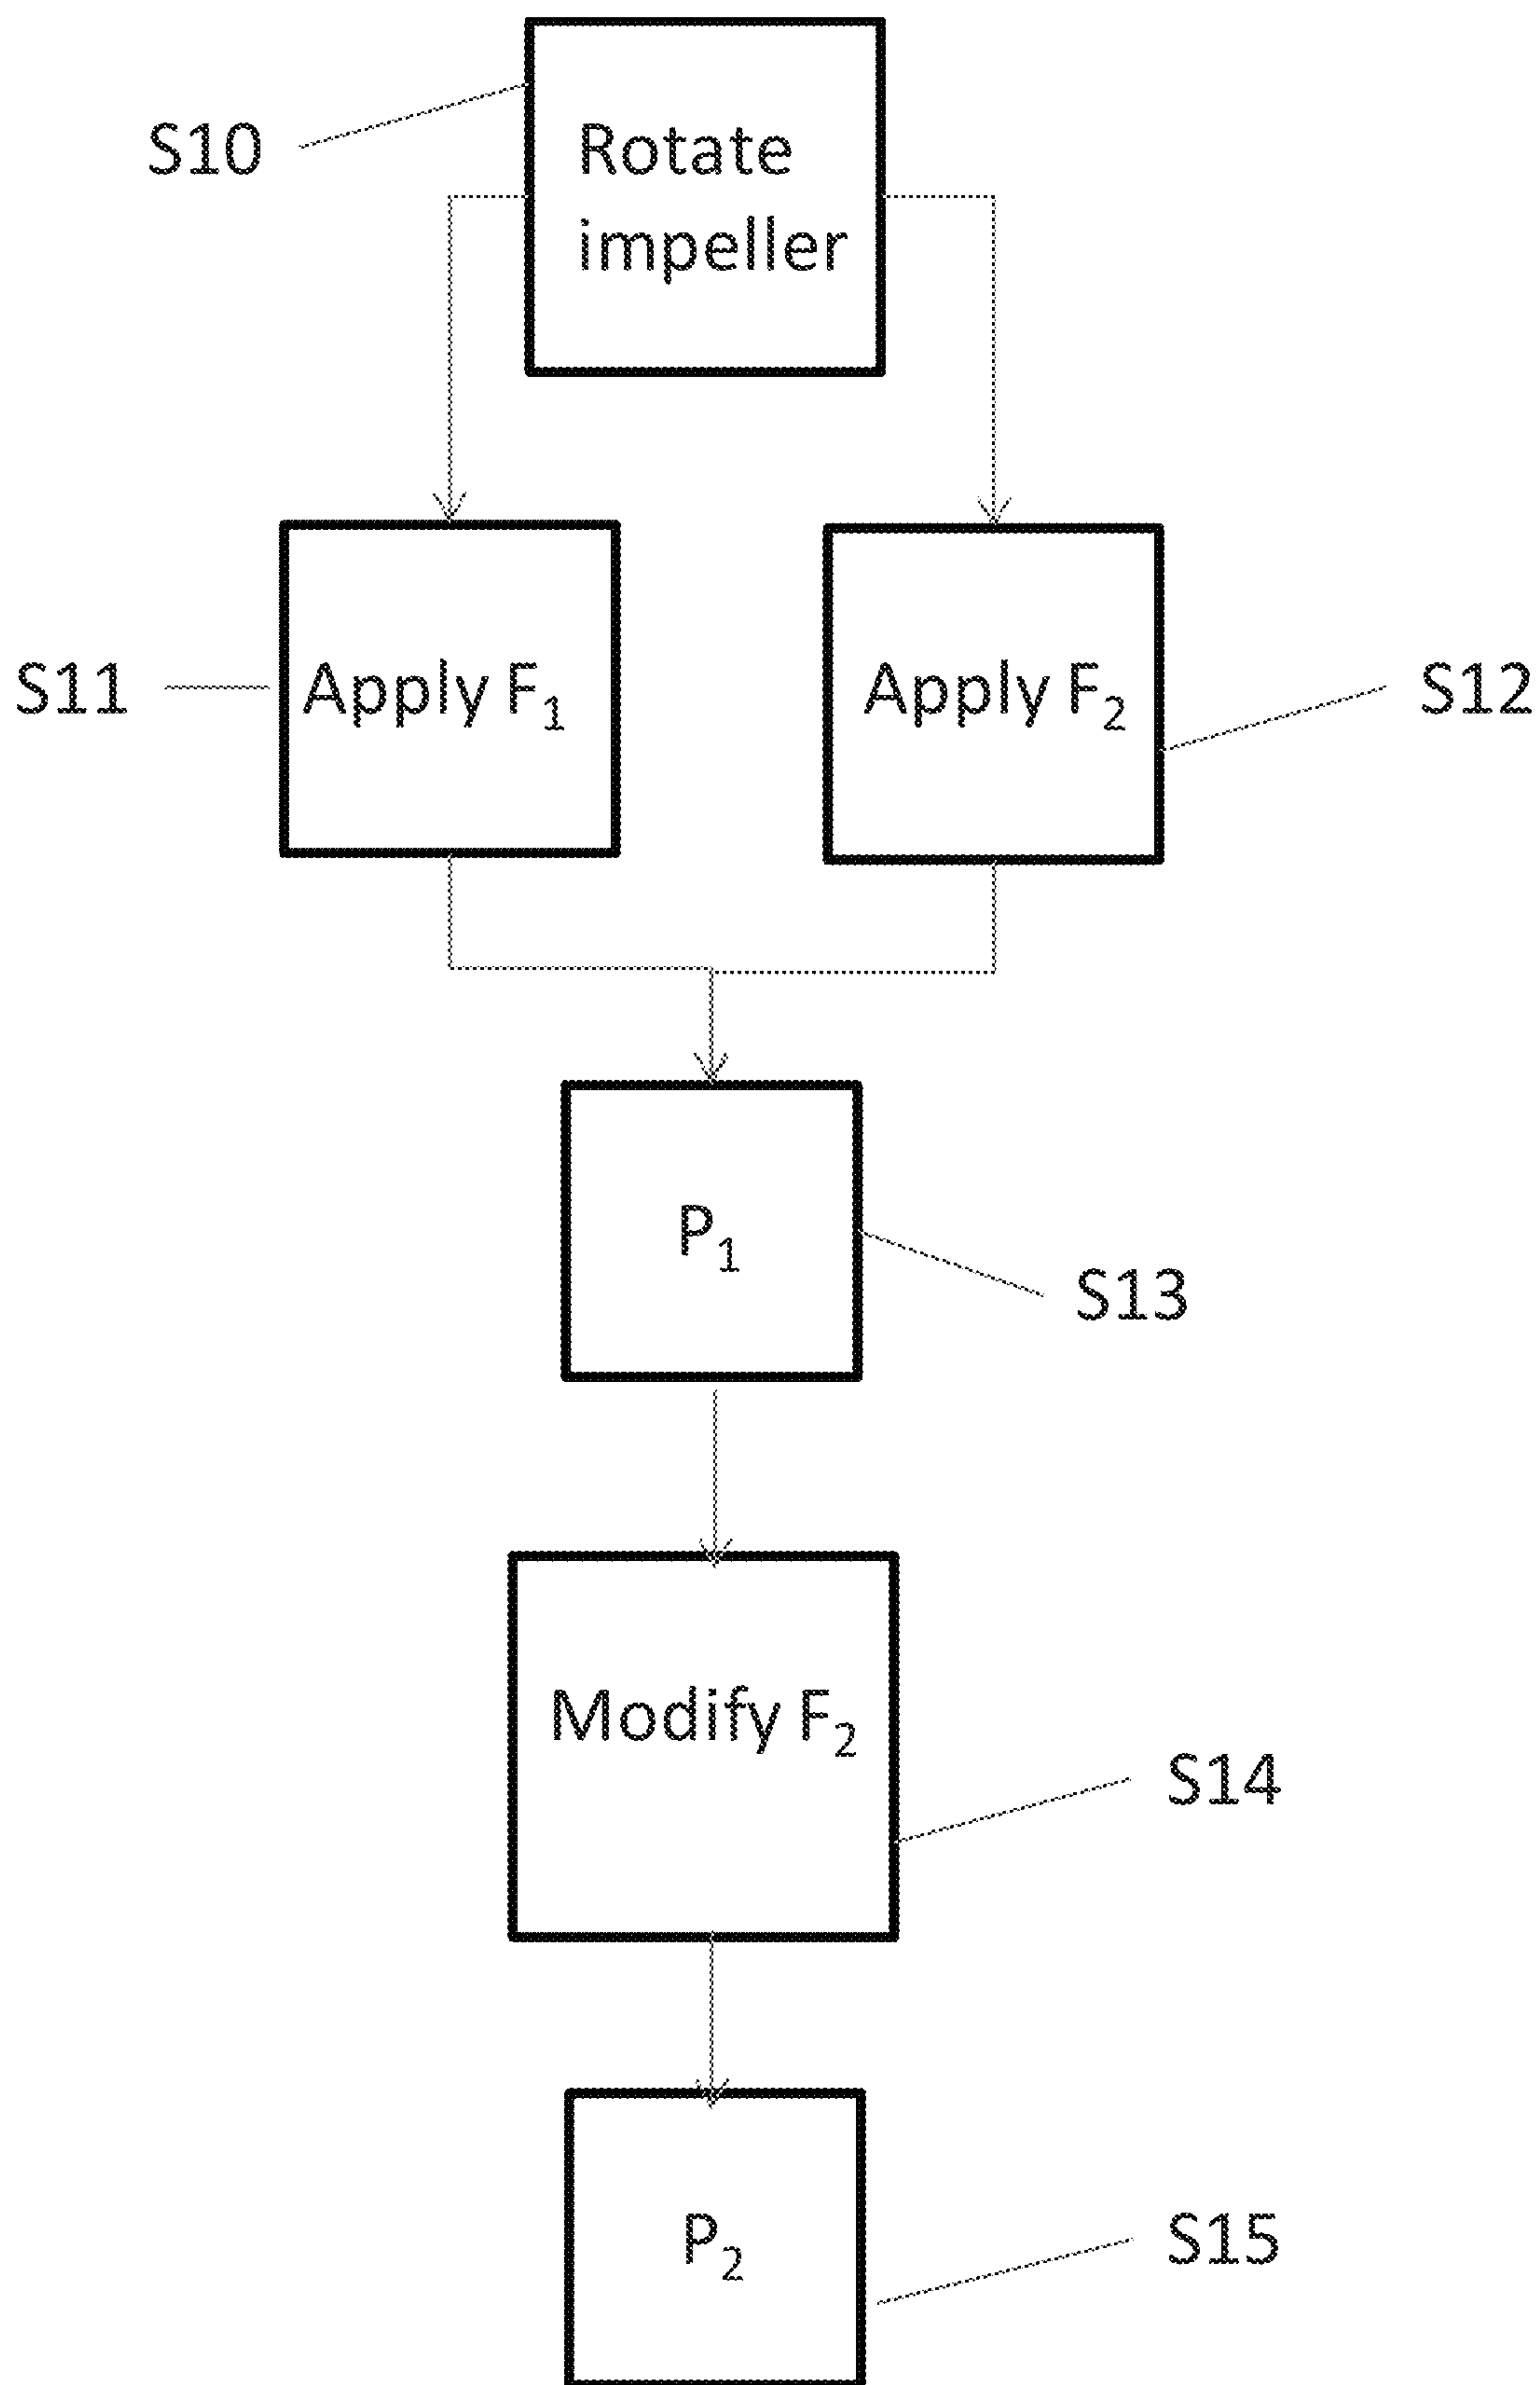 S10
Rotate
impeller
S11
Apply F₁
Apply F₂
S12
P₁
S13
Modify F₂
S14
P₂
S15